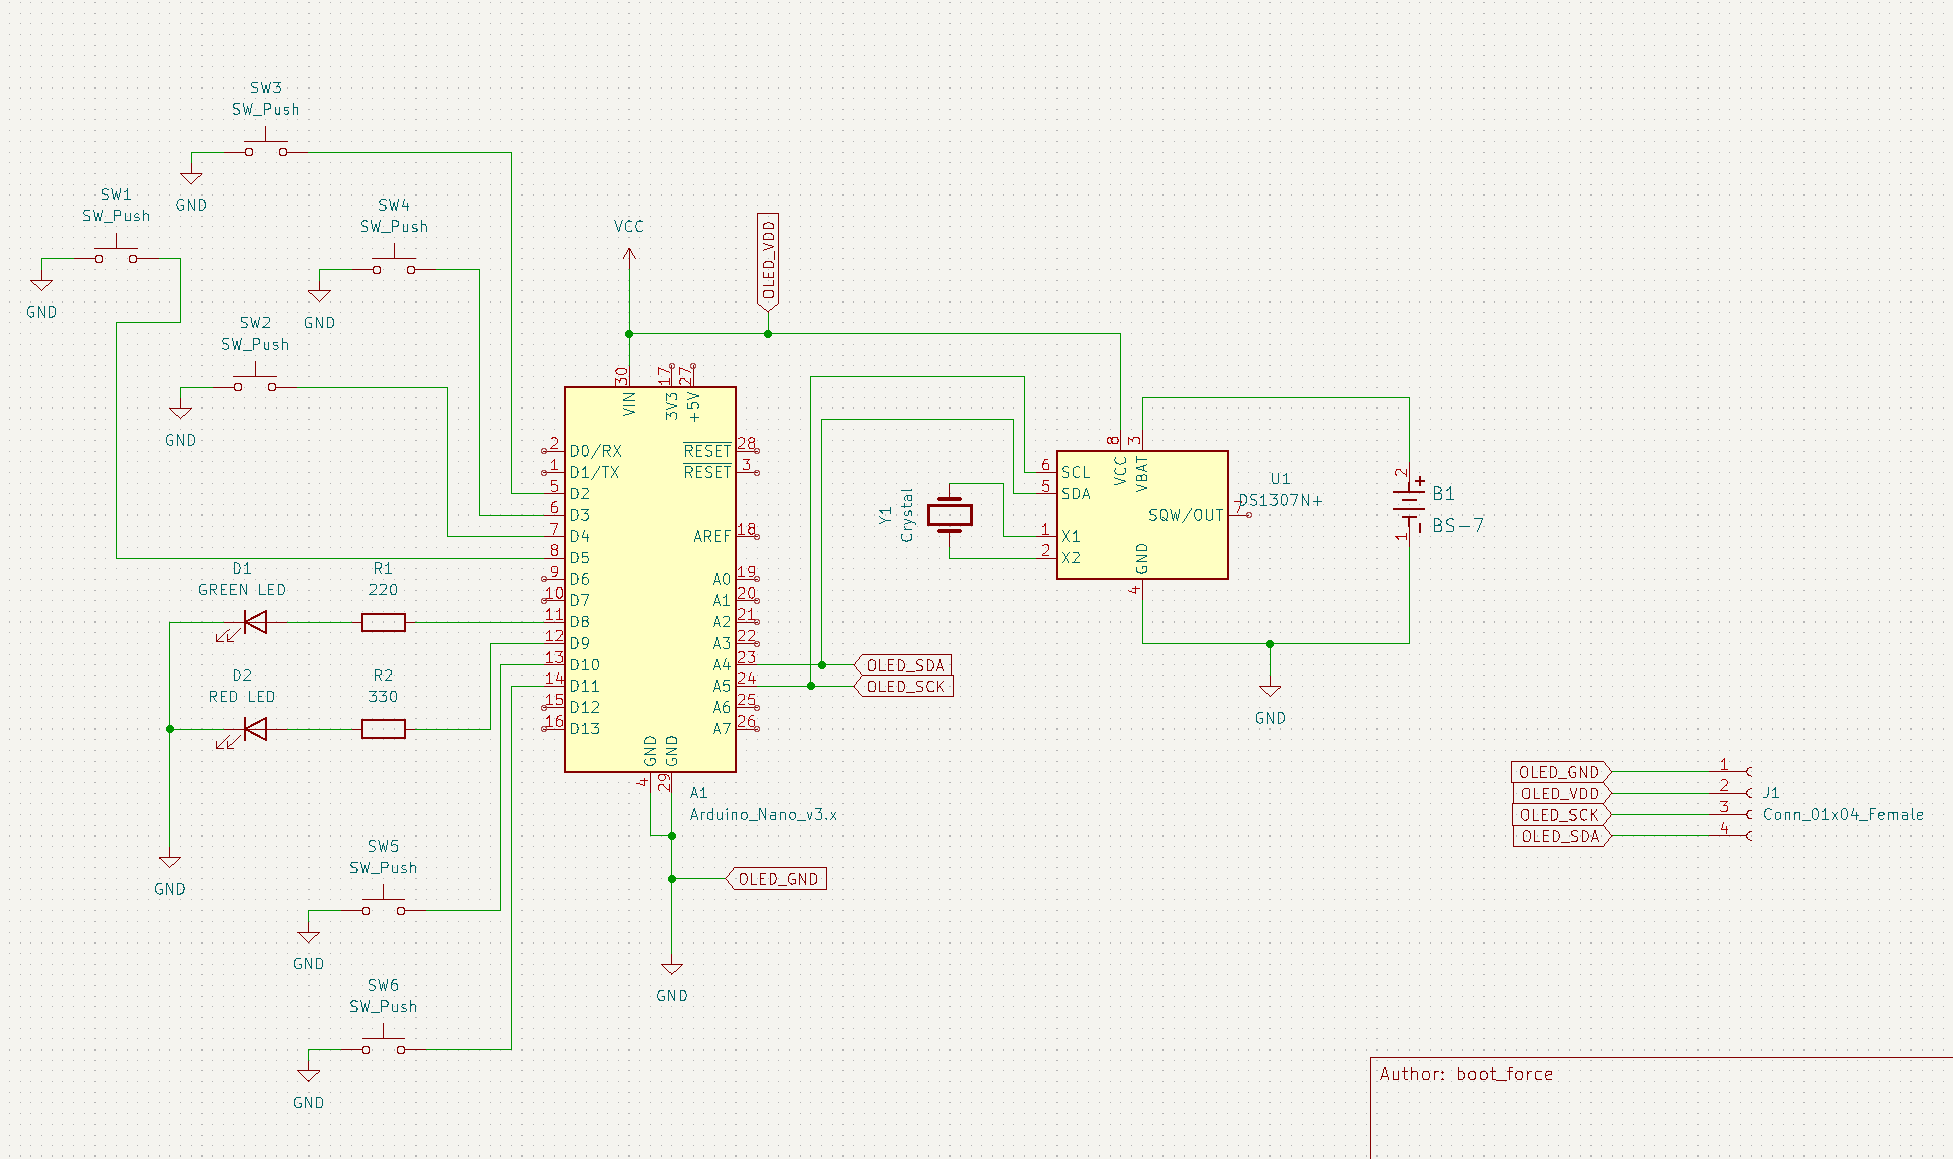 SW3
SW_Push
GND
SW1
SW_Push
GND
SW4
SW_Push
GND
SW2
SW_Push
GND
VCC
OLED_VDD
30
17
27
VIN
3V3
+5V
2
D0/RX
1
D1/TX
5
D2
6
D3
7
D4
8
D5
9
D6
10
D7
11
D8
12
D9
13
D10
14
D11
15
D12
16
D13
RESET
28
RESET
3
AREF
18
A0
19
A1
20
A2
21
A3
22
A4
23
A5
24
A6
25
A7
26
GND
GND
4
29
A1
Arduino_Nano_v3.x
D1
GREEN LED
R1
220
D2
RED LED
R2
330
GND
SW5
SW_Push
GND
SW6
SW_Push
GND
OLED_SDA
OLED_SCK
OLED_GND
GND
Y1
Crystal
8
3
VCC
VBAT
6
SCL
5
SDA
1
X1
2
X2
SQW/OUT
7
GND
4
U1
DS1307N+
2
+
B1
BS-7
1
GND
OLED_GND
1
OLED_VDD
2
OLED_SCK
3
OLED_SDA
4
J1
Conn_01x04_Female
Author: boot_force